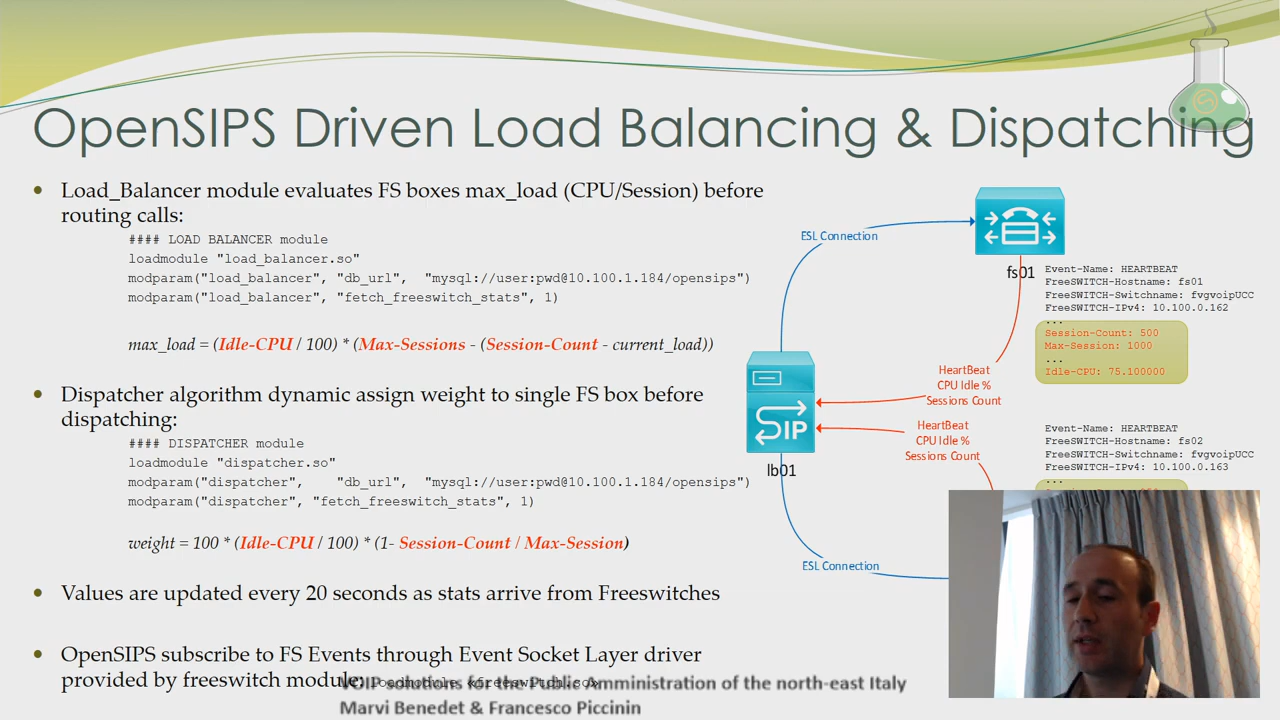 OpenSIPS Driven Load Balancing & Dispatching
• Load_Balancer module evaluates FS boxes max_load (CPU/Session) before
routing calls:
#### LOAD BALANCER module
loadmodule "load_balancer.so"
modparam("load_balancer", "db_url", "mysql://user:pwd@10.100.1.184/opensips")
modparam("load_balancer", "fetch_freeswitch_stats", 1)
max_load = (Idle-CPU / 100) * (Max-Sessions - (Session-Count - current_load))
• Dispatcher algorithm dynamic assign weight to single FS box before
dispatching:
#### DISPATCHER module
loadmodule "dispatcher.so"
modparam("dispatcher", "db_url", "mysql://user:pwd@10.100.1.184/opensips")
modparam("dispatcher", "fetch_freeswitch_stats", 1)
weight = 100 * (Idle-CPU / 100) * (1- Session-Count / Max-Session)
• Values are updated every 20 seconds as stats arrive from Freeswitches
• OpenSIPS subscribe to FS Events through Event Socket Layer driver
provided by freeswitch module: loadmodule «freeswitch.so»
ESL Connection
fs01
Event-Name: HEARTBEAT
FreeSWITCH-Hostname: fs01
FreeSWITCH-Switchname: fvgvoipUCC
FreeSWITCH-IPv4: 10.100.0.162
...
Session-Count: 500
Max-Session: 1000
...
Idle-CPU: 75.100000
HeartBeat
CPU Idle %
Sessions Count
SIP
lb01
HeartBeat
CPU Idle %
Sessions Count
Event-Name: HEARTBEAT
FreeSWITCH-Hostname: fs02
FreeSWITCH-Switchname: fvgvoipUCC
FreeSWITCH-IPv4: 10.100.0.163
...
ESL Connection
amministration of the north-east Italy
Marvi Benedet & Francesco Piccinin